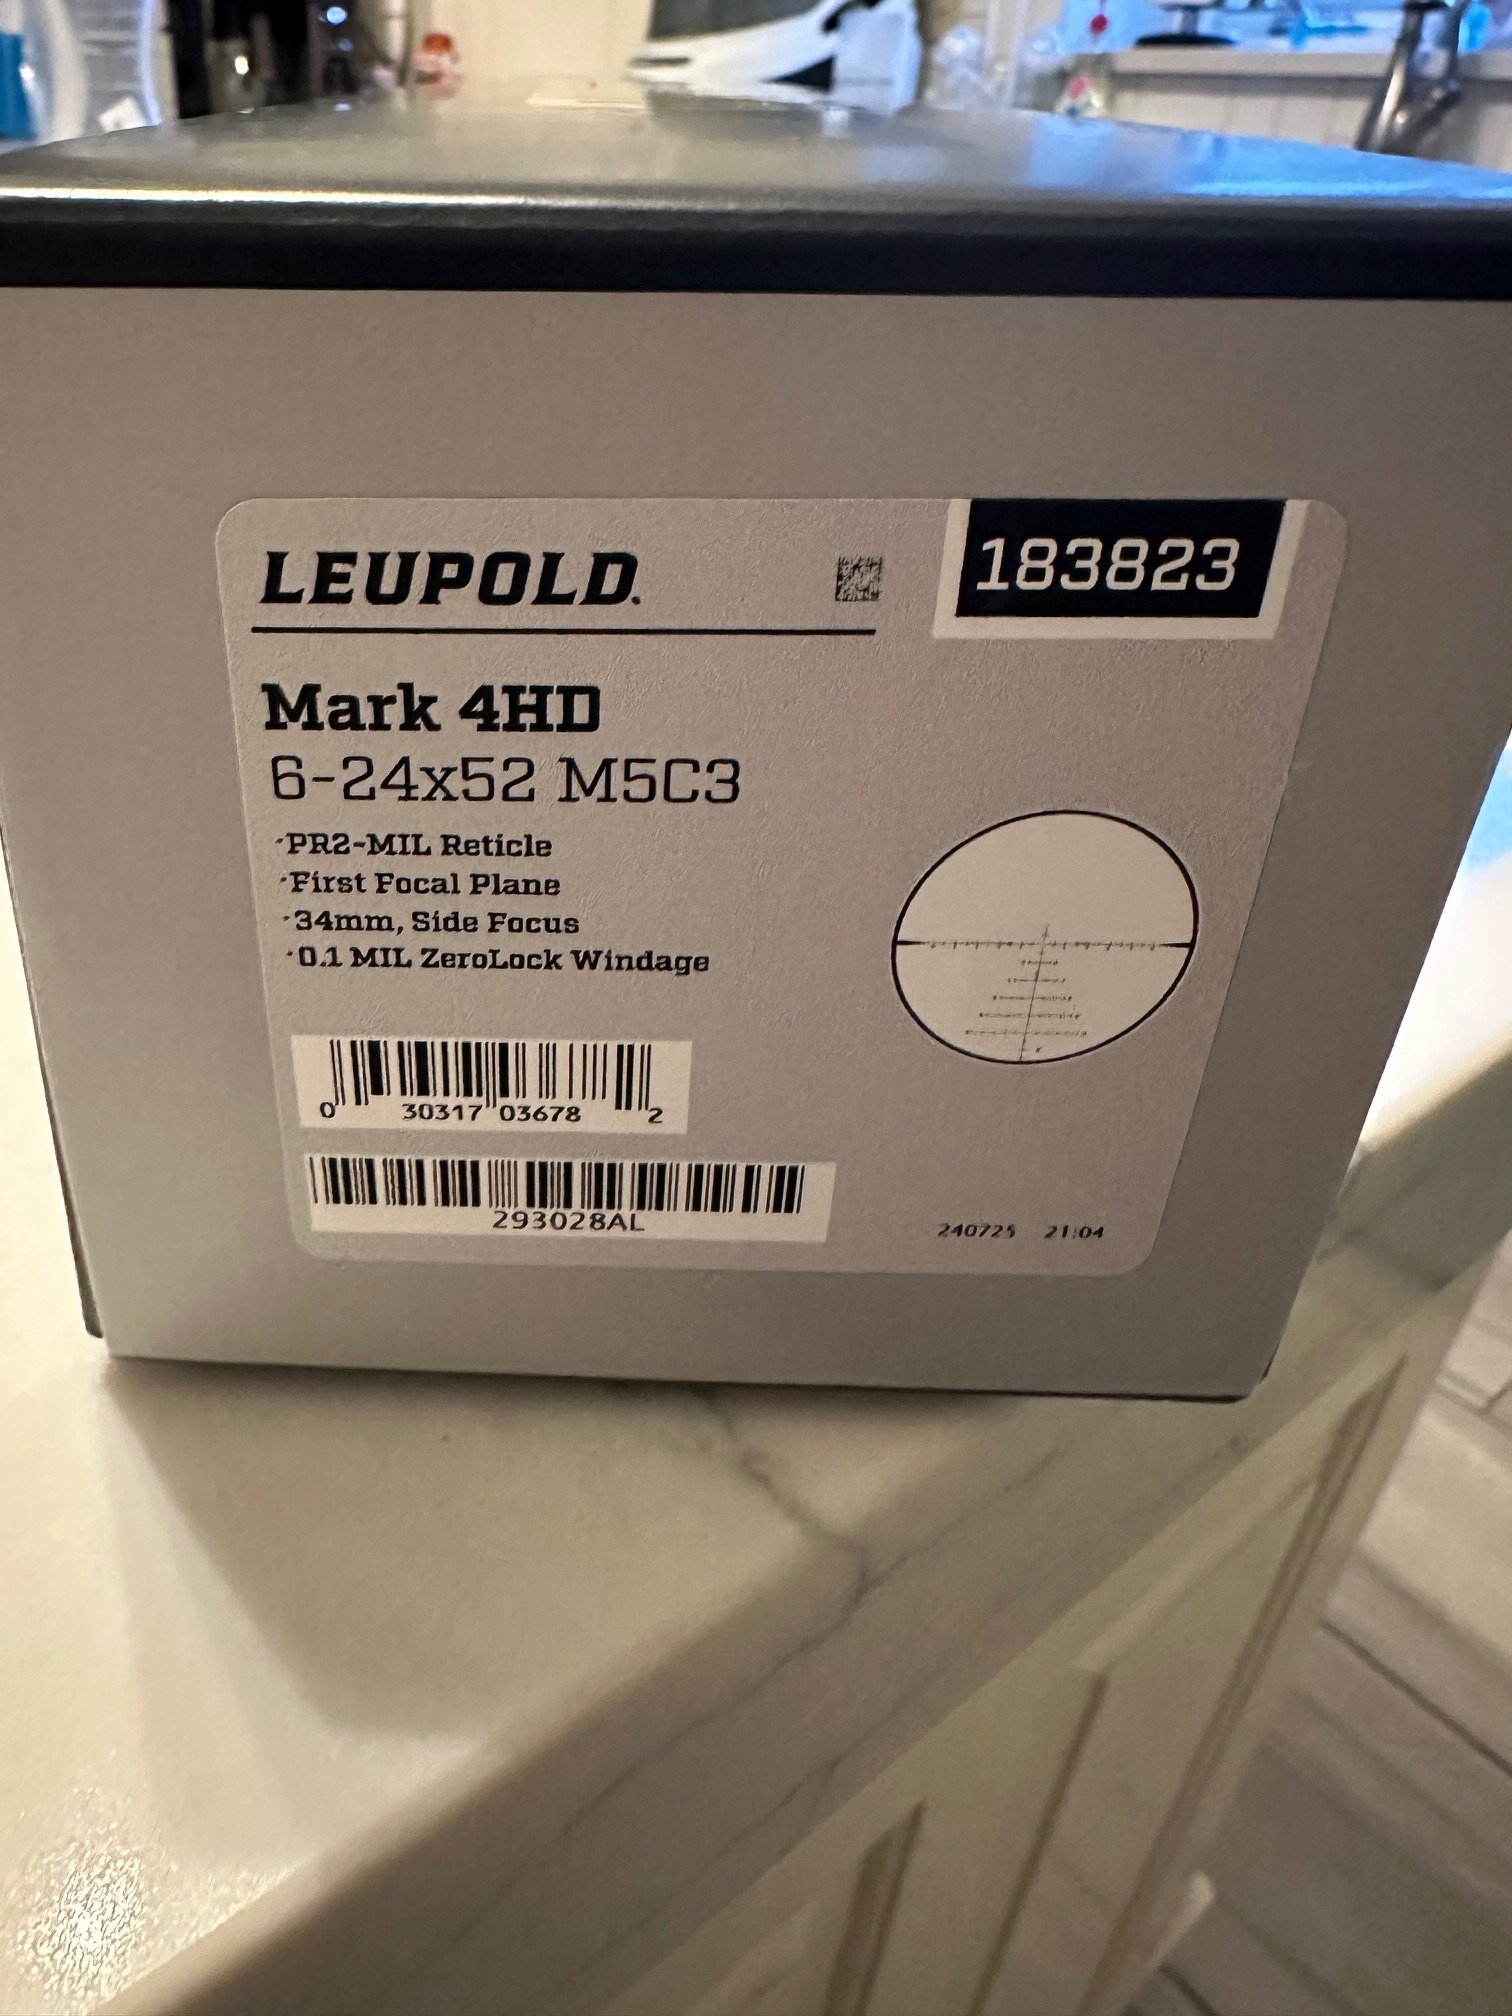 LEUPOLD.
183823
Mark 4HD
6-24x52 M5C3
·PR2-MIL Reticle
·First Focal Plane
·34mm, Side Focus
·0.1 MIL ZeroLock Windage
0 30317 03678 2
293028AL
240725 21:04